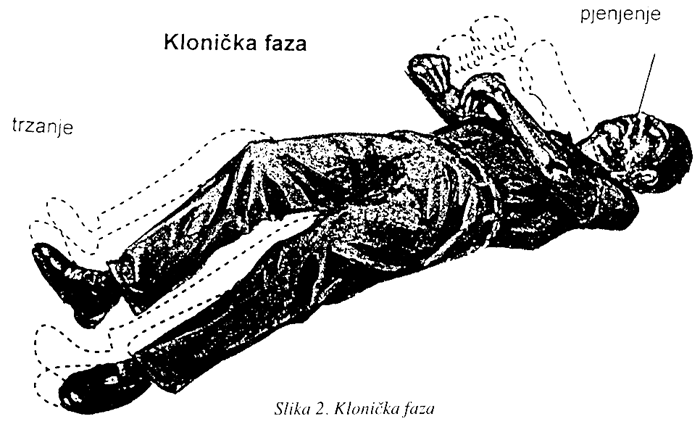 pjenjenje
Klonička faza
trzanje
Slika 2. Klonička faza